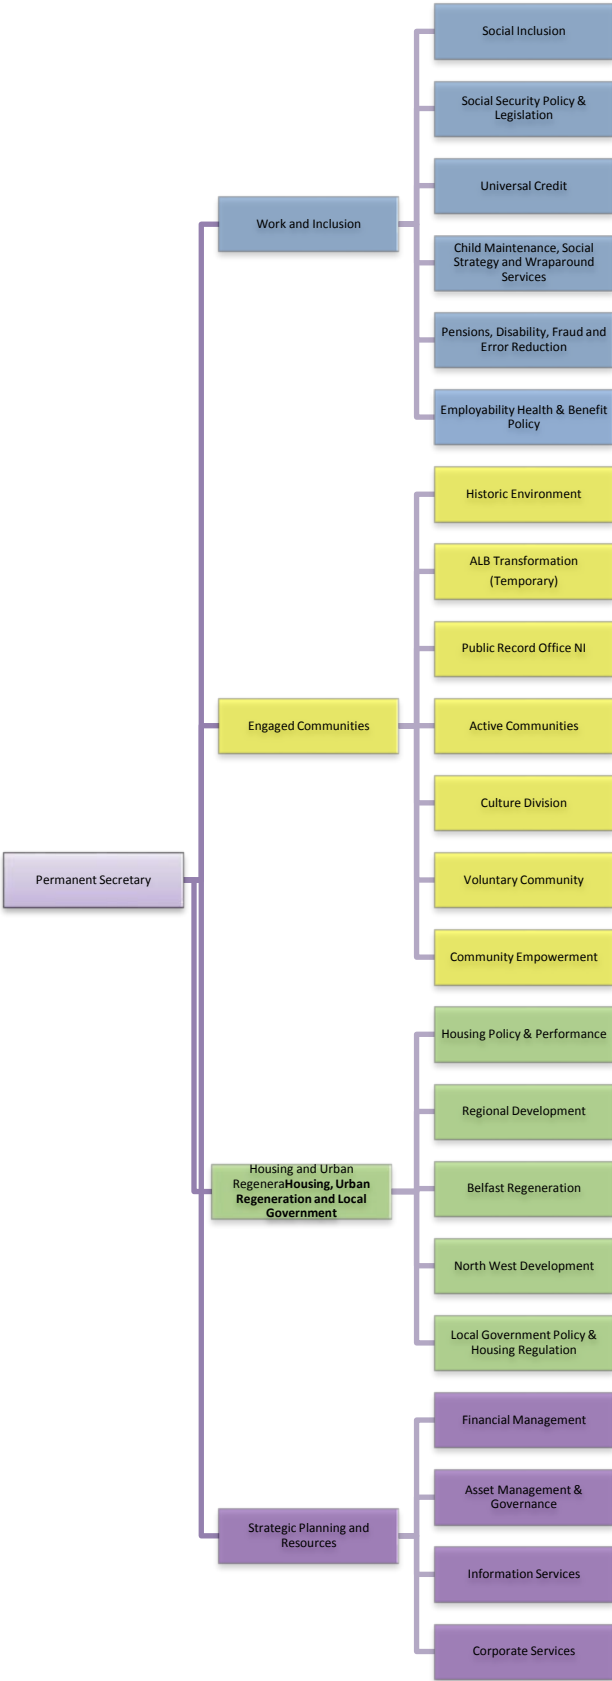 Social Inclusion
Social Security Policy &
Legislation
Universal Credit
Work and Inclusion
Child Maintenance, Social
Strategy and Wraparound
Services
Pensions, Disability, Fraud and
Error Reduction
Employability Health & Benefit
Policy
Historic Environment
ALB Transformation
(Temporary)
Public Record Office NI
Engaged Communities
Active Communities
Culture Division
Permanent Secretary
Voluntary Community
Community Empowerment
Housing Policy & Performance
Regional Development
Housing and Urban
RegeneraHousing, Urban
Regeneration and Local
Government
Belfast Regeneration
North West Development
Local Government Policy &
Housing Regulation
Financial Management
Asset Management &
Governance
Strategic Planning and
Resources
Information Services
Corporate Services